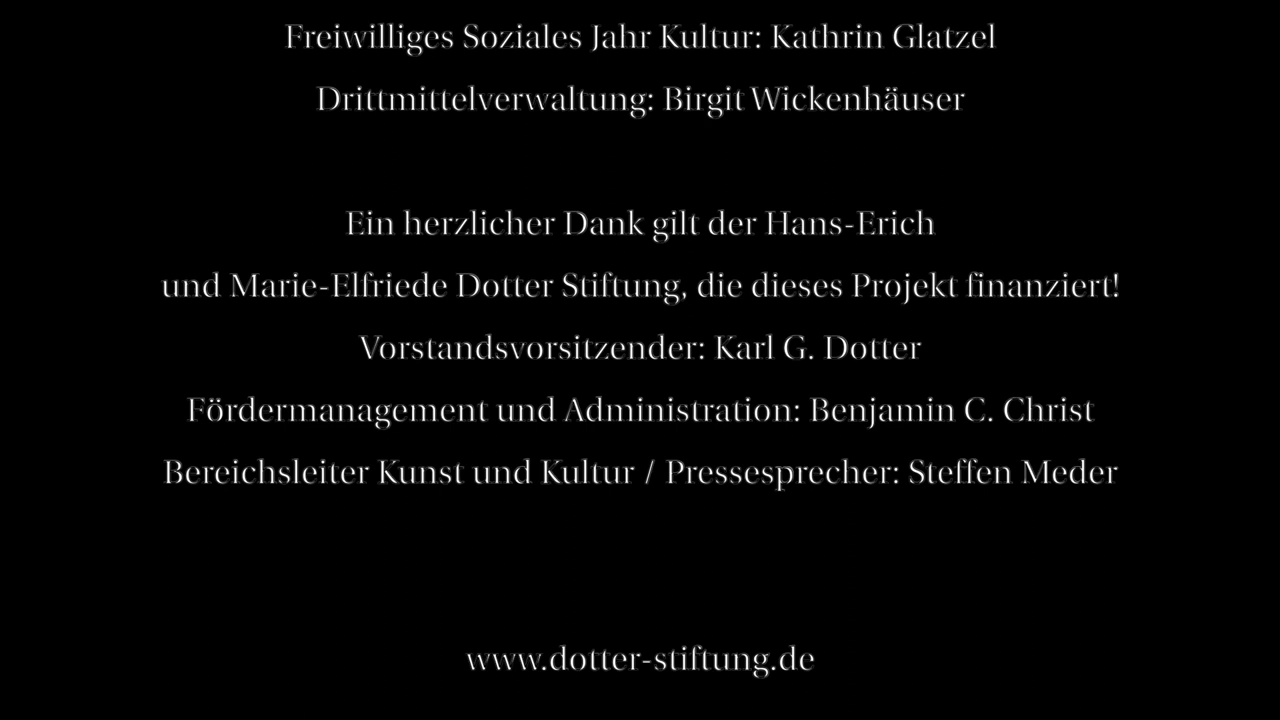 Freiwilliges Soziales Jahr Kultur: Kathrin Glatzel
Drittmittelverwaltung: Birgit Wickenhäuser
Ein herzlicher Dank gilt der Hans-Erich
und Marie-Elfriede Dotter Stiftung, die dieses Projekt finanziert!
Vorstandsvorsitzender: Karl G. Dotter
Fördermanagement und Administration: Benjamin C. Christ
Bereichsleiter Kunst und Kultur / Pressesprecher: Steffen Meder
www.dotter-stiftung.de